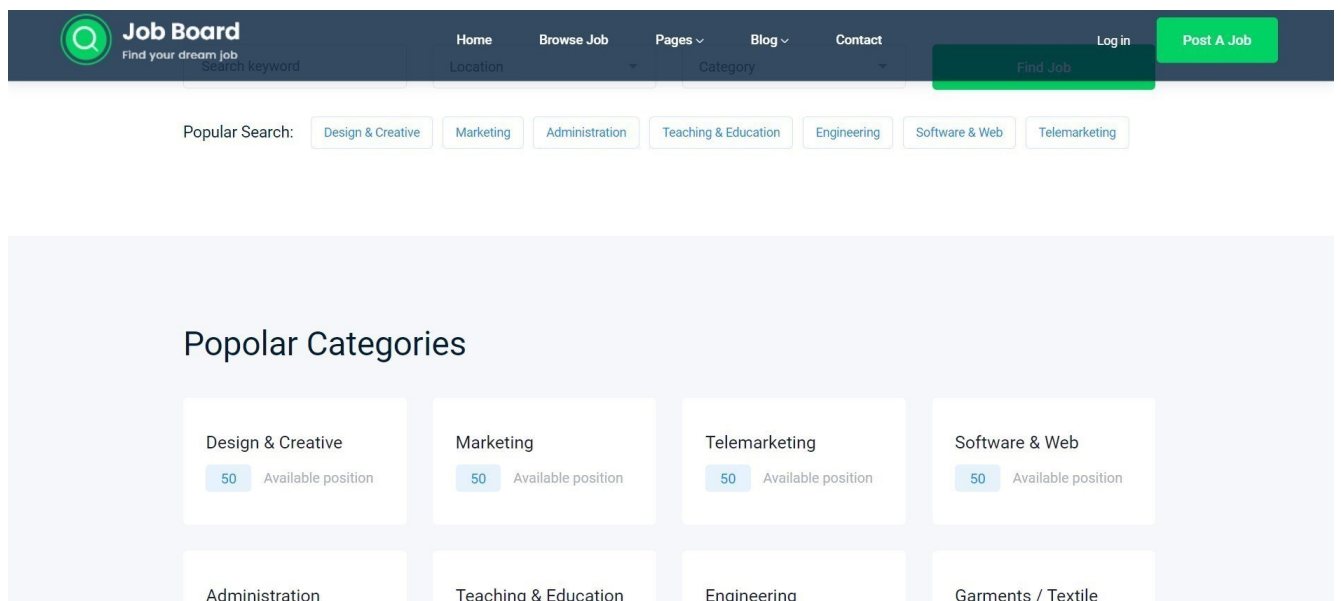 Job Board
Find your dream job
Home Browse Job Pages Blog Contact Log in Post A Job
Search keyword Location Category Find Job
Popular Search: Design & Creative Marketing Administration Teaching & Education Engineering Software & Web Telemarketing
Popolar Categories
Design & Creative Marketing Telemarketing Software & Web
50 Available position 50 Available position 50 Available position 50 Available position
Administration Teaching & Education Engineering Garments / Textile